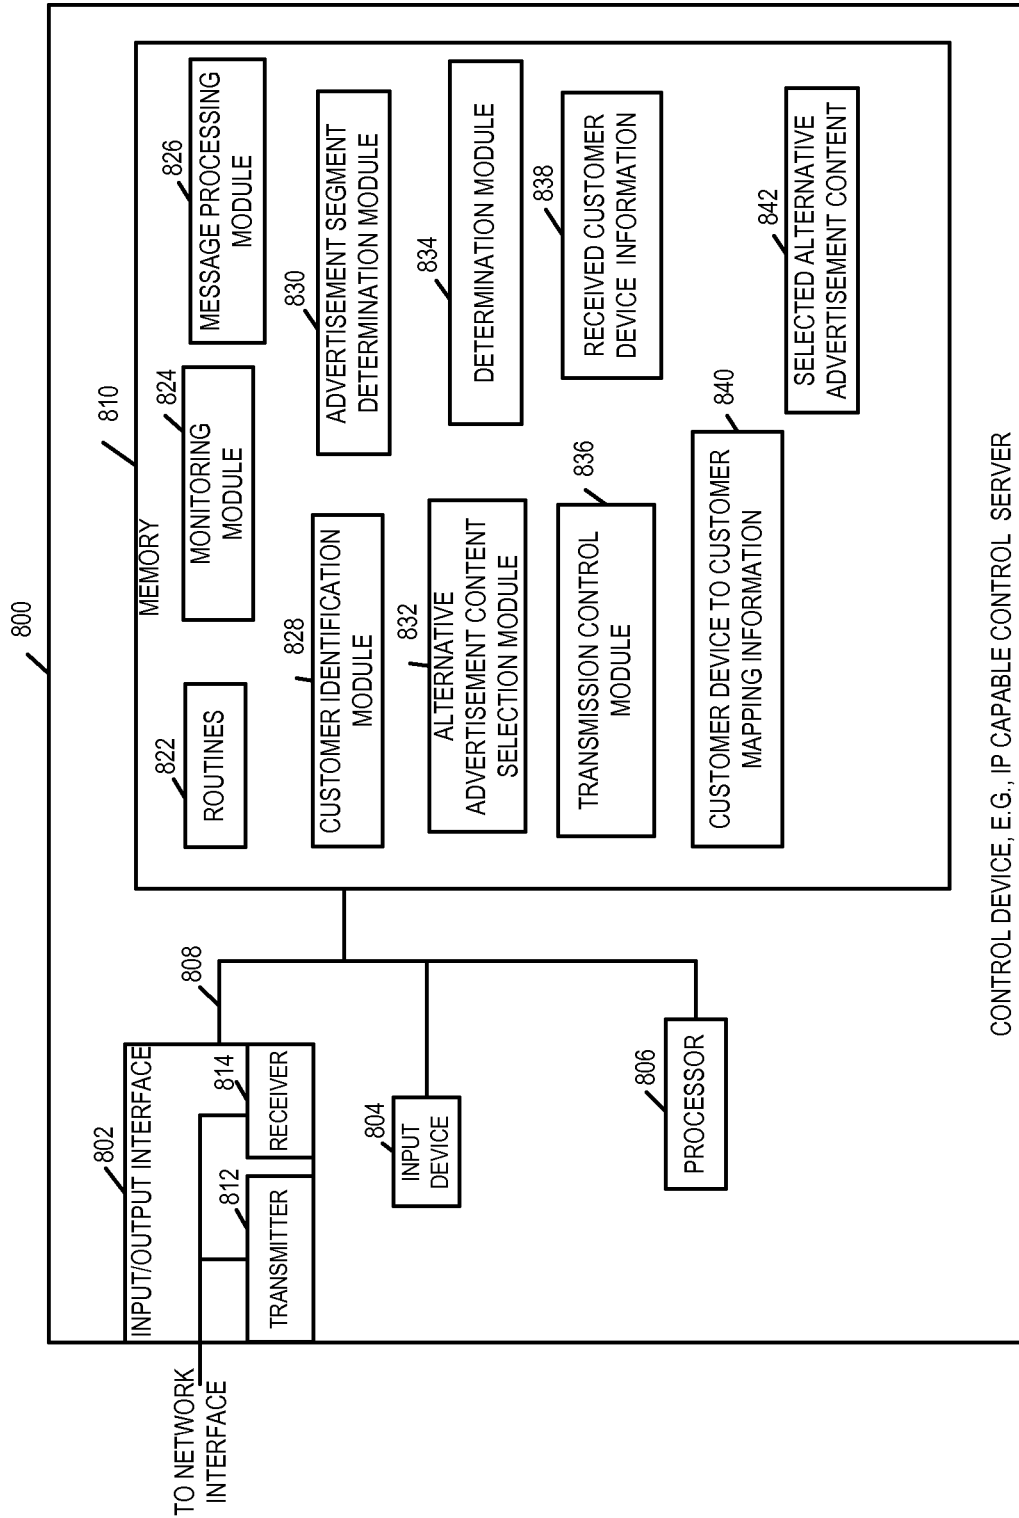 800
TO NETWORK
INTERFACE
802
INPUT/OUTPUT INTERFACE
812
TRANSMITTER
814
RECEIVER
808
804
INPUT
DEVICE
806
PROCESSOR
810
MEMORY
822
ROUTINES
824
MONITORING
MODULE
826
MESSAGE PROCESSING
MODULE
828
CUSTOMER IDENTIFICATION
MODULE
830
ADVERTISEMENT SEGMENT
DETERMINATION MODULE
832
ALTERNATIVE
ADVERTISEMENT CONTENT
SELECTION MODULE
834
DETERMINATION MODULE
836
TRANSMISSION CONTROL
MODULE
838
RECEIVED CUSTOMER
DEVICE INFORMATION
840
CUSTOMER DEVICE TO CUSTOMER
MAPPING INFORMATION
842
SELECTED ALTERNATIVE
ADVERTISEMENT CONTENT
CONTROL DEVICE, E.G., IP CAPABLE CONTROL SERVER